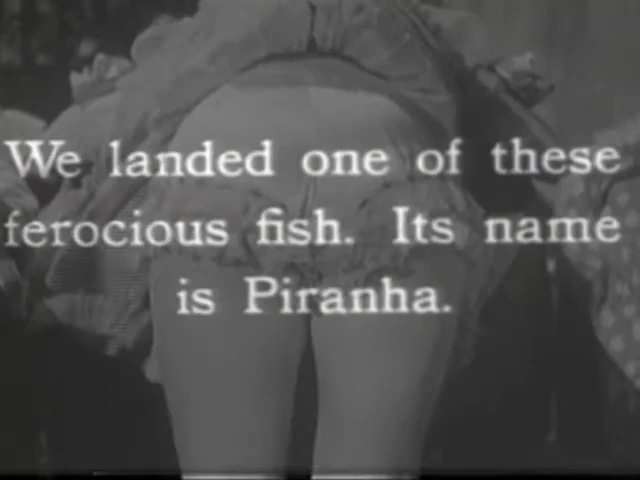 We landed one of these
ferocious fish. Its name
is Piranha.